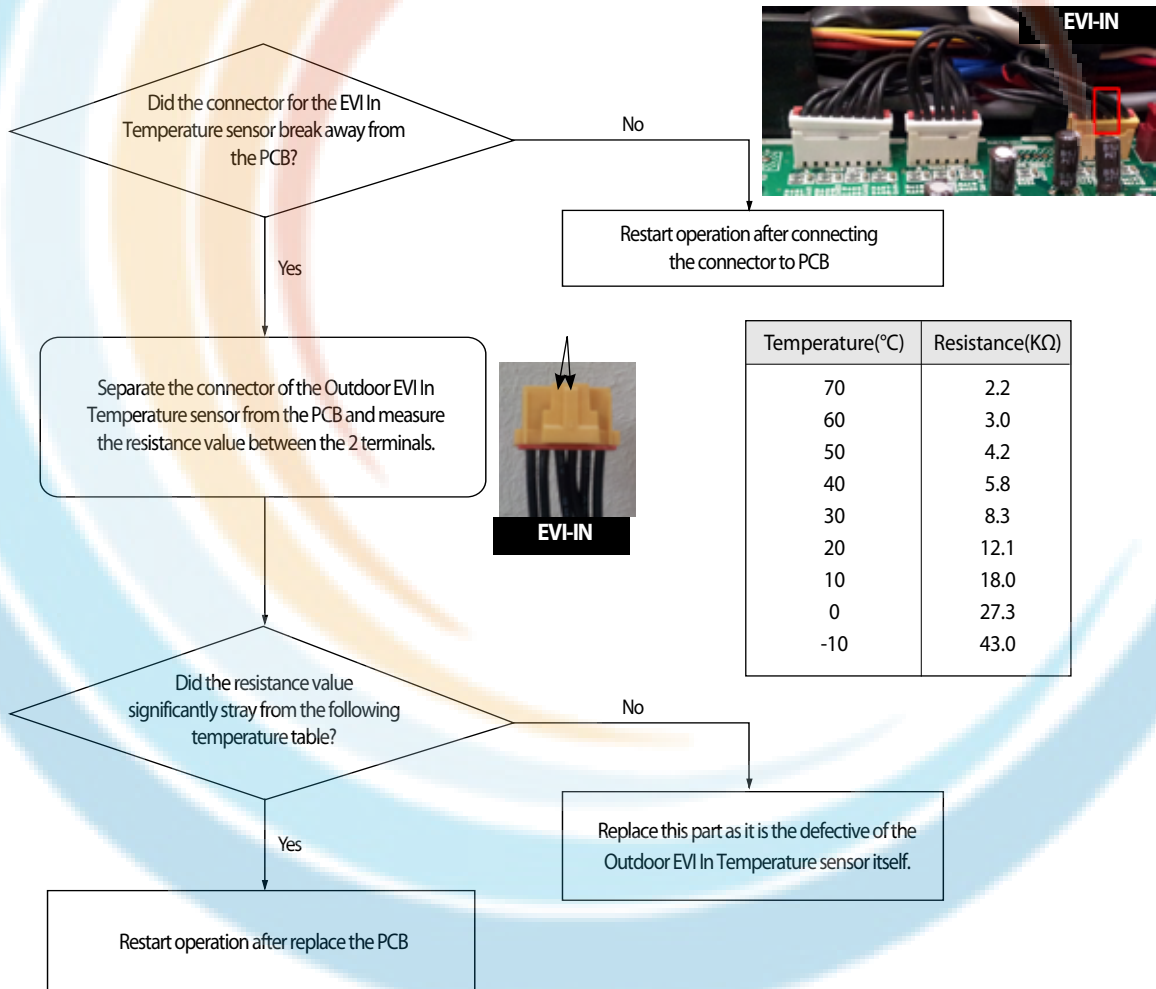 EVI-IN
Did the connector for the EVI In
Temperature sensor break away from
the PCB?
No
Restart operation after connecting
the connector to PCB
Yes
Separate the connector of the Outdoor EVI In
Temperature sensor from the PCB and measure
the resistance value between the 2 terminals.
EVI-IN
Temperature(°C) Resistance(KΩ)
70 2.2
60 3.0
50 4.2
40 5.8
30 8.3
20 12.1
10 18.0
0 27.3
-10 43.0
Did the resistance value
significantly stray from the following
temperature table?
No
Replace this part as it is the defective of the
Outdoor EVI In Temperature sensor itself.
Yes
Restart operation after replace the PCB